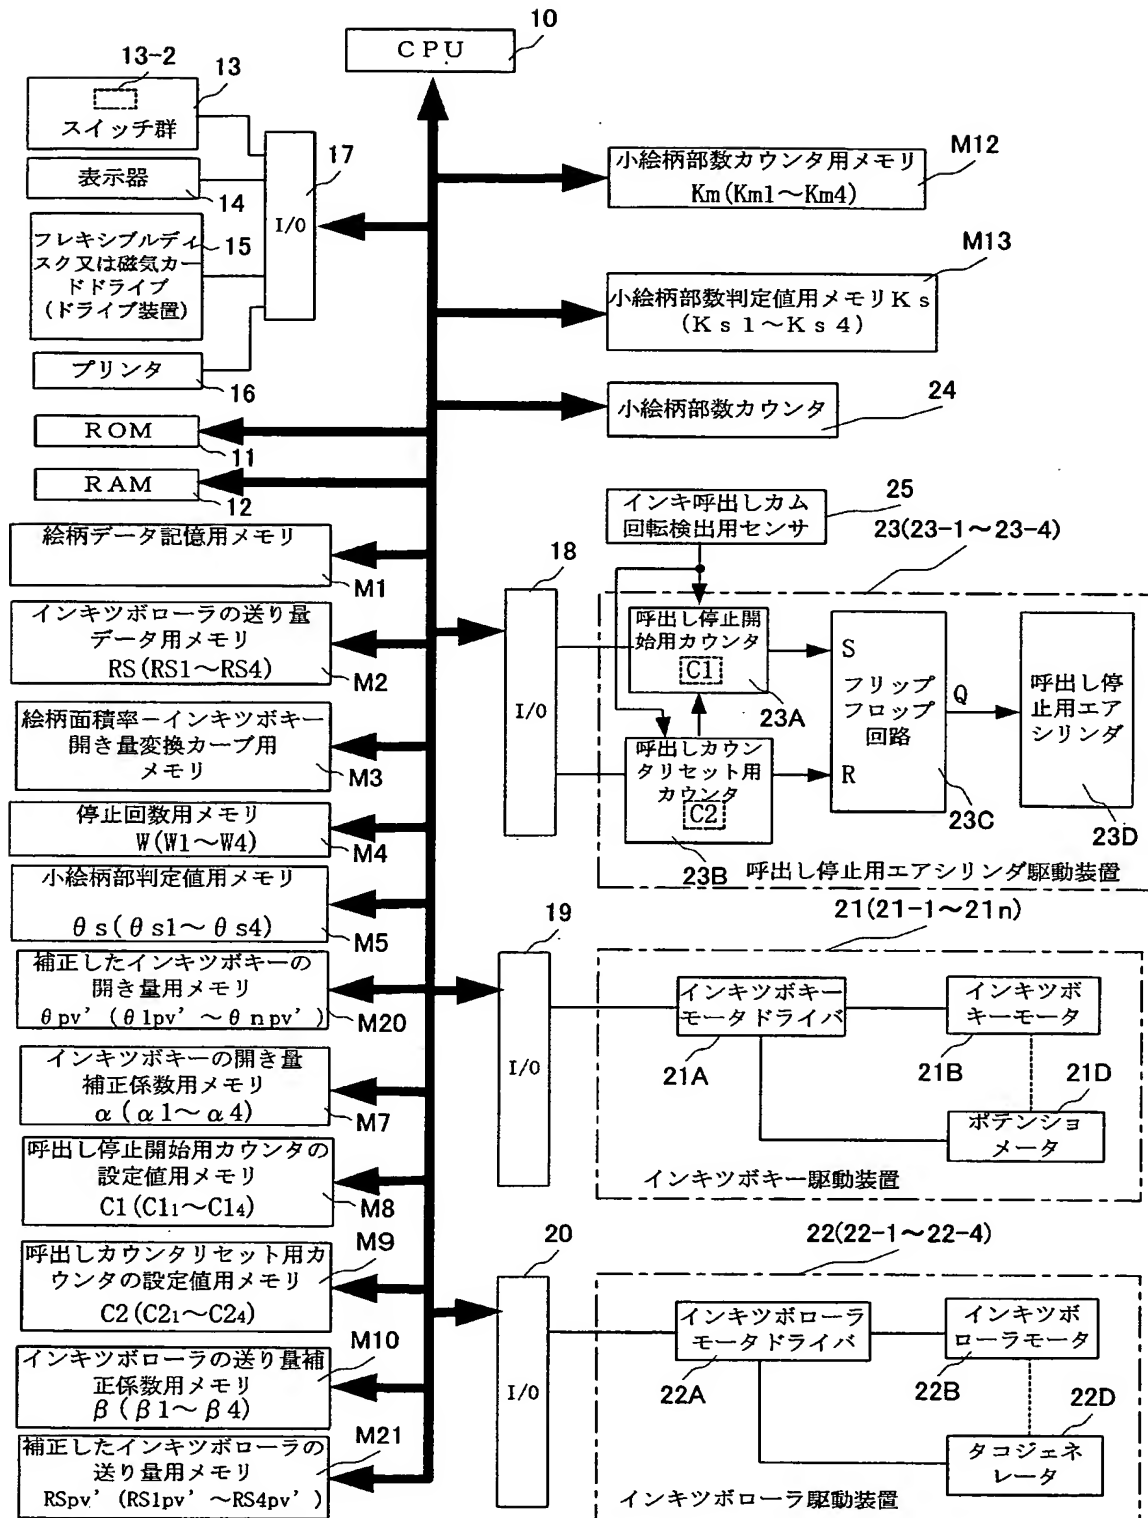 10
CPU
13-2
13
スイッチ群
17
I/O
表示器
14
フレキシブルディ
スク又は磁気カー
ドドライブ
(ドライブ装置)
15
プリンタ
16
ROM
11
RAM
12
絵柄データ記憶用メモリ
M1
インキツボローラの送り量
データ用メモリ
RS(RS1～RS4)
M2
絵柄面積率－インキツボキー
開き量変換カーブ用
メモリ
M3
停止回数用メモリ
W(W1～W4)
M4
小絵柄部判定値用メモリ
θs(θs1～θs4)
M5
補正したインキツボキーの
開き量用メモリ
θpv'(θ1pv'～θnpv')
M20
インキツボキーの開き量
補正係数用メモリ
α(α1～α4)
M7
呼出し停止開始用カウンタの
設定値用メモリ
C1(C1₁～C1₄)
M8
呼出しカウンタリセット用カ
ウンタの設定値用メモリ
C2(C2₁～C2₄)
M9
インキツボローラの送り量補
正係数用メモリ
β(β1～β4)
M10
補正したインキツボローラの
送り量用メモリ
RSpv'(RS1pv'～RS4pv')
M21
小絵柄部数カウンタ用メモリ
Km(Km1～Km4)
M12
小絵柄部数判定値用メモリKs
(Ks1～Ks4)
M13
小絵柄部数カウンタ
24
インキ呼出しカム
回転検出用センサ
25
23(23-1～23-4)
18
I/O
呼出し停止開
始用カウンタ
C1
23A
呼出しカウン
タリセット用
カウンタ
C2
23B
S
フリップ
フロップ
回路
R
Q
23C
呼出し停
止用エア
シリンダ
23D
呼出し停止用エアシリンダ駆動装置
21(21-1～21n)
19
I/O
インキツボキー
モータドライバ
21A
インキツボ
キーモータ
21B
21D
ポテンショ
メータ
インキツボキー駆動装置
22(22-1～22-4)
20
I/O
インキツボローラ
モータドライバ
22A
インキツボ
ローラモータ
22B
22D
タコジェネ
レータ
インキツボローラ駆動装置